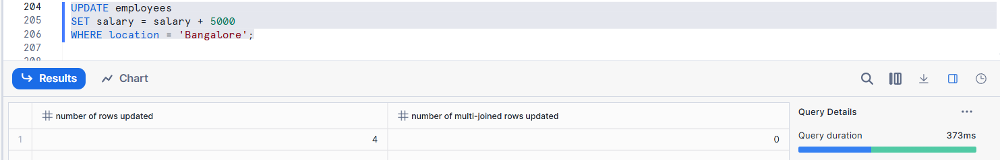 204 UPDATE employees
205 SET salary = salary + 5000
206 WHERE location = 'Bangalore';
207
208
Results Chart
number of rows updated number of multi-joined rows updated Query Details
1 4 0 Query duration 373ms